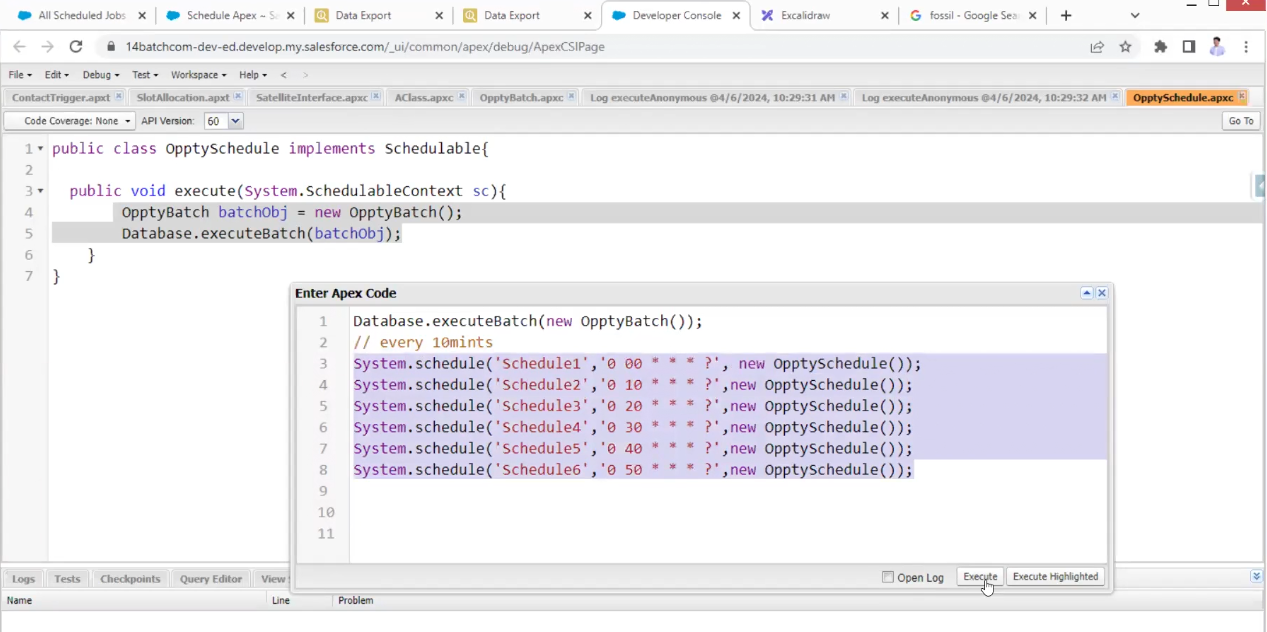 All Scheduled Jobs
Schedule Apex ~ Sa
Data Export
Data Export
Developer Console
Excalidraw
fossil - Google Sea
14batchcom-dev-ed.develop.my.salesforce.com/_ui/common/apex/debug/ApexCSIPage
File Edit Debug Test Workspace Help < >
ContactTrigger.apxt
SlotAllocation.apxt
SatelliteInterface.apxc
AClass.apxc
OpptyBatch.apxc
Log executeAnonymous @4/6/2024, 10:29:31 AM
Log executeAnonymous @4/6/2024, 10:29:32 AM
OpptySchedule.apxc
Code Coverage: None API Version: 60 Go To
1 public class OpptySchedule implements Schedulable{
2
3 public void execute(System.SchedulableContext sc){
4 OpptyBatch batchObj = new OpptyBatch();
5 Database.executeBatch(batchObj);
6 }
7 }
Enter Apex Code
1 Database.executeBatch(new OpptyBatch());
2 // every 10mints
3 System.schedule('Schedule1','0 00 * * * ?', new OpptySchedule());
4 System.schedule('Schedule2','0 10 * * * ?',new OpptySchedule());
5 System.schedule('Schedule3','0 20 * * * ?',new OpptySchedule());
6 System.schedule('Schedule4','0 30 * * * ?',new OpptySchedule());
7 System.schedule('Schedule5','0 40 * * * ?',new OpptySchedule());
8 System.schedule('Schedule6','0 50 * * * ?',new OpptySchedule());
9
10
11
Open Log Execute Execute Highlighted
Logs Tests Checkpoints Query Editor View
Name Line Problem